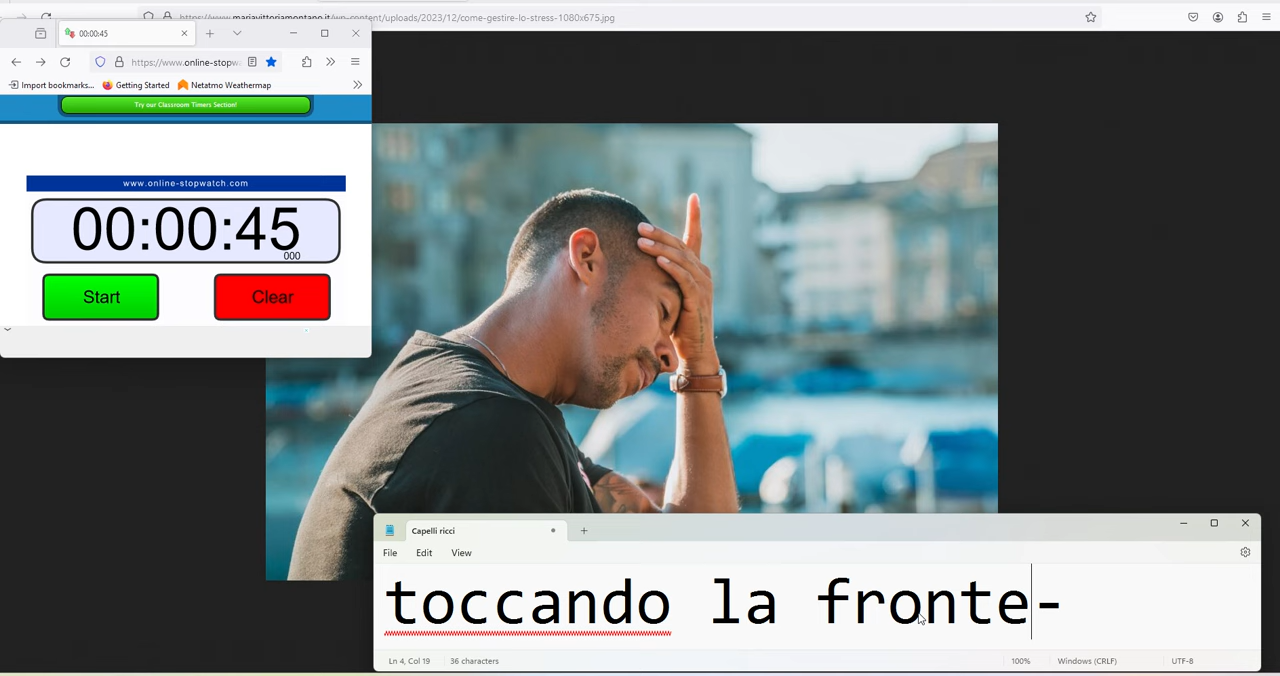 https://www.mariavittoriamontano.it/wp-content/uploads/2023/12/come-gestire-lo-stress-1080x675.jpg
00:00:45
https://www.online-stopw
Import bookmarks...
Getting Started
Netatmo Weathermap
Try our Classroom Timers Section!
www.online-stopwatch.com
00:00:45
000
Start
Clear
Capelli ricci
File
Edit
View
toccando la fronte-
Ln 4, Col 19
36 characters
100%
Windows (CRLF)
UTF-8